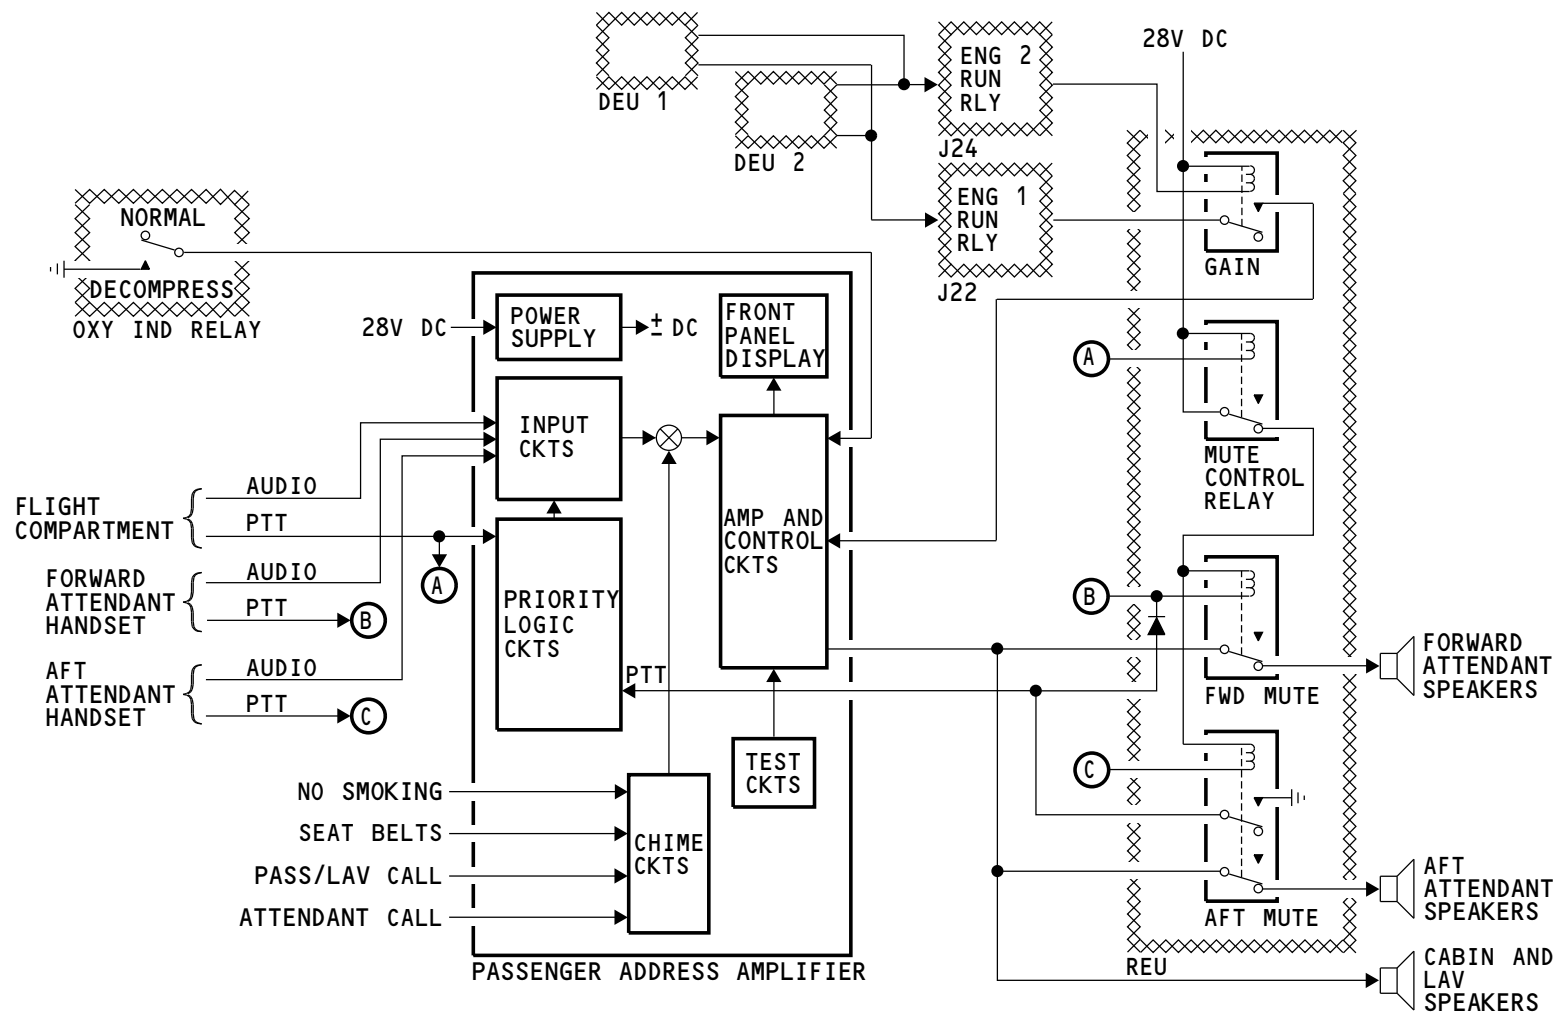 28V DC
DEU 1
DEU 2
ENG 2
RUN
RLY
J24
ENG 1
RUN
RLY
J22
NORMAL
DECOMPRESS
OXY IND RELAY
GAIN
28V DC
POWER
SUPPLY
± DC
FRONT
PANEL
DISPLAY
A
INPUT
CKTS
MUTE
CONTROL
RELAY
FLIGHT
COMPARTMENT
AUDIO
PTT
A
AMP AND
CONTROL
CKTS
FORWARD
ATTENDANT
HANDSET
AUDIO
PTT
B
PRIORITY
LOGIC
CKTS
B
AFT
ATTENDANT
HANDSET
AUDIO
PTT
C
PTT
FWD MUTE
FORWARD
ATTENDANT
SPEAKERS
TEST
CKTS
C
NO SMOKING
SEAT BELTS
PASS/LAV CALL
ATTENDANT CALL
CHIME
CKTS
AFT MUTE
AFT
ATTENDANT
SPEAKERS
PASSENGER ADDRESS AMPLIFIER
REU
CABIN AND
LAV
SPEAKERS